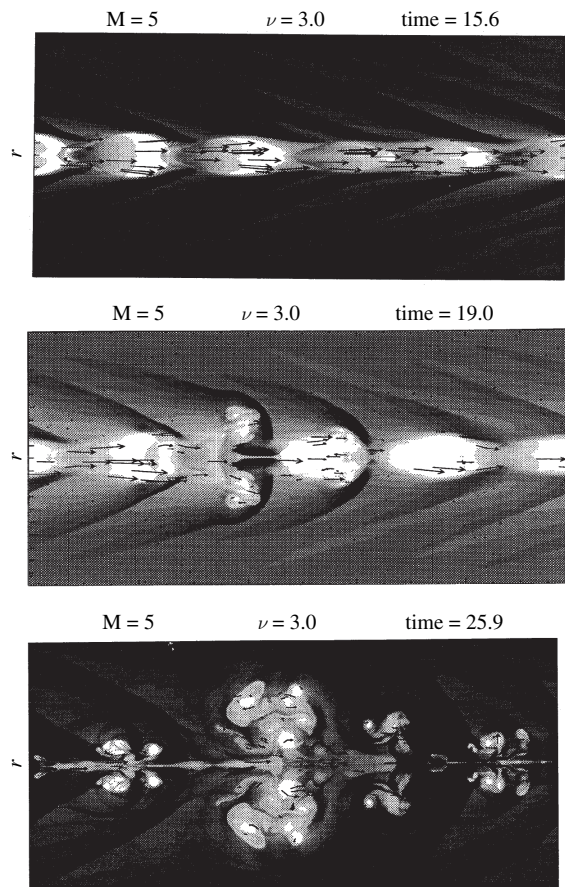 M = 5 ν = 3.0 time = 15.6
r
M = 5 ν = 3.0 time = 19.0
r
M = 5 ν = 3.0 time = 25.9
r